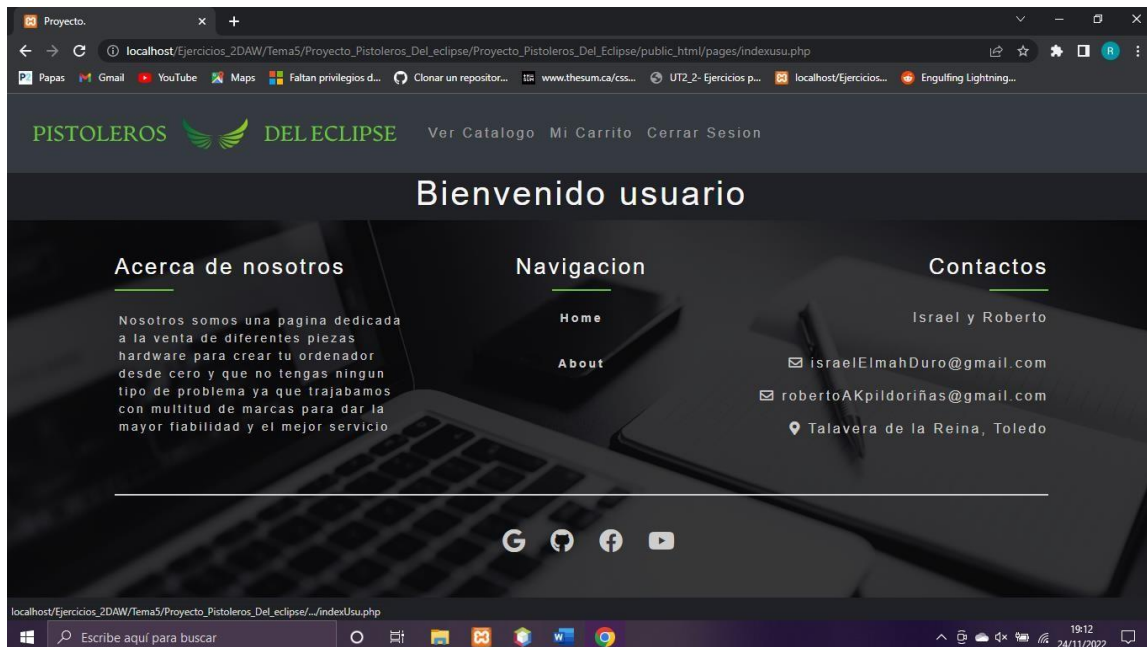 Proyecto.
localhost/Ejercicios_2DAW/Tema5/Proyecto_Pistoleros_Del_eclipse/Proyecto_Pistoleros_Del_Eclipse/public_html/pages/indexusu.php
R
Papas
Gmail
YouTube
Maps
Faltan privilegios d...
Clonar un repositor...
www.thesum.ca/css...
UT2_2- Ejercicios p...
localhost/Ejercicios...
Engulfing Lightning...
PISTOLEROS DEL ECLIPSE
Ver Catalogo Mi Carrito Cerrar Sesion
Bienvenido usuario
Acerca de nosotros
Nosotros somos una pagina dedicada
a la venta de diferentes piezas
hardware para crear tu ordenador
desde cero y que no tengas ningun
tipo de problema ya que trajabamos
con multitud de marcas para dar la
mayor fiabilidad y el mejor servicio
Navigacion
Home
About
Contactos
Israel y Roberto
israelElmahDuro@gmail.com
robertoAKpildoriñas@gmail.com
Talavera de la Reina, Toledo
localhost/Ejercicios_2DAW/Tema5/Proyecto_Pistoleros_Del_eclipse/.../indexUsu.php
Escribe aquí para buscar
19:12
24/11/2022